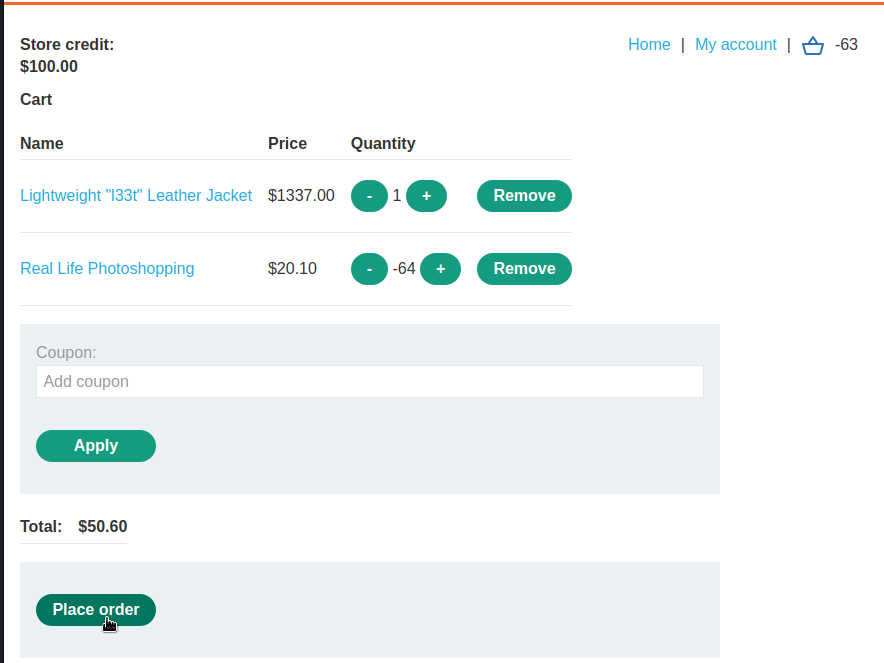 Store credit:
$100.00
Home | My account | -63
Cart
Name Price Quantity
Lightweight "l33t" Leather Jacket $1337.00 - 1 + Remove
Real Life Photoshopping $20.10 - -64 + Remove
Coupon:
Add coupon
Apply
Total: $50.60
Place order